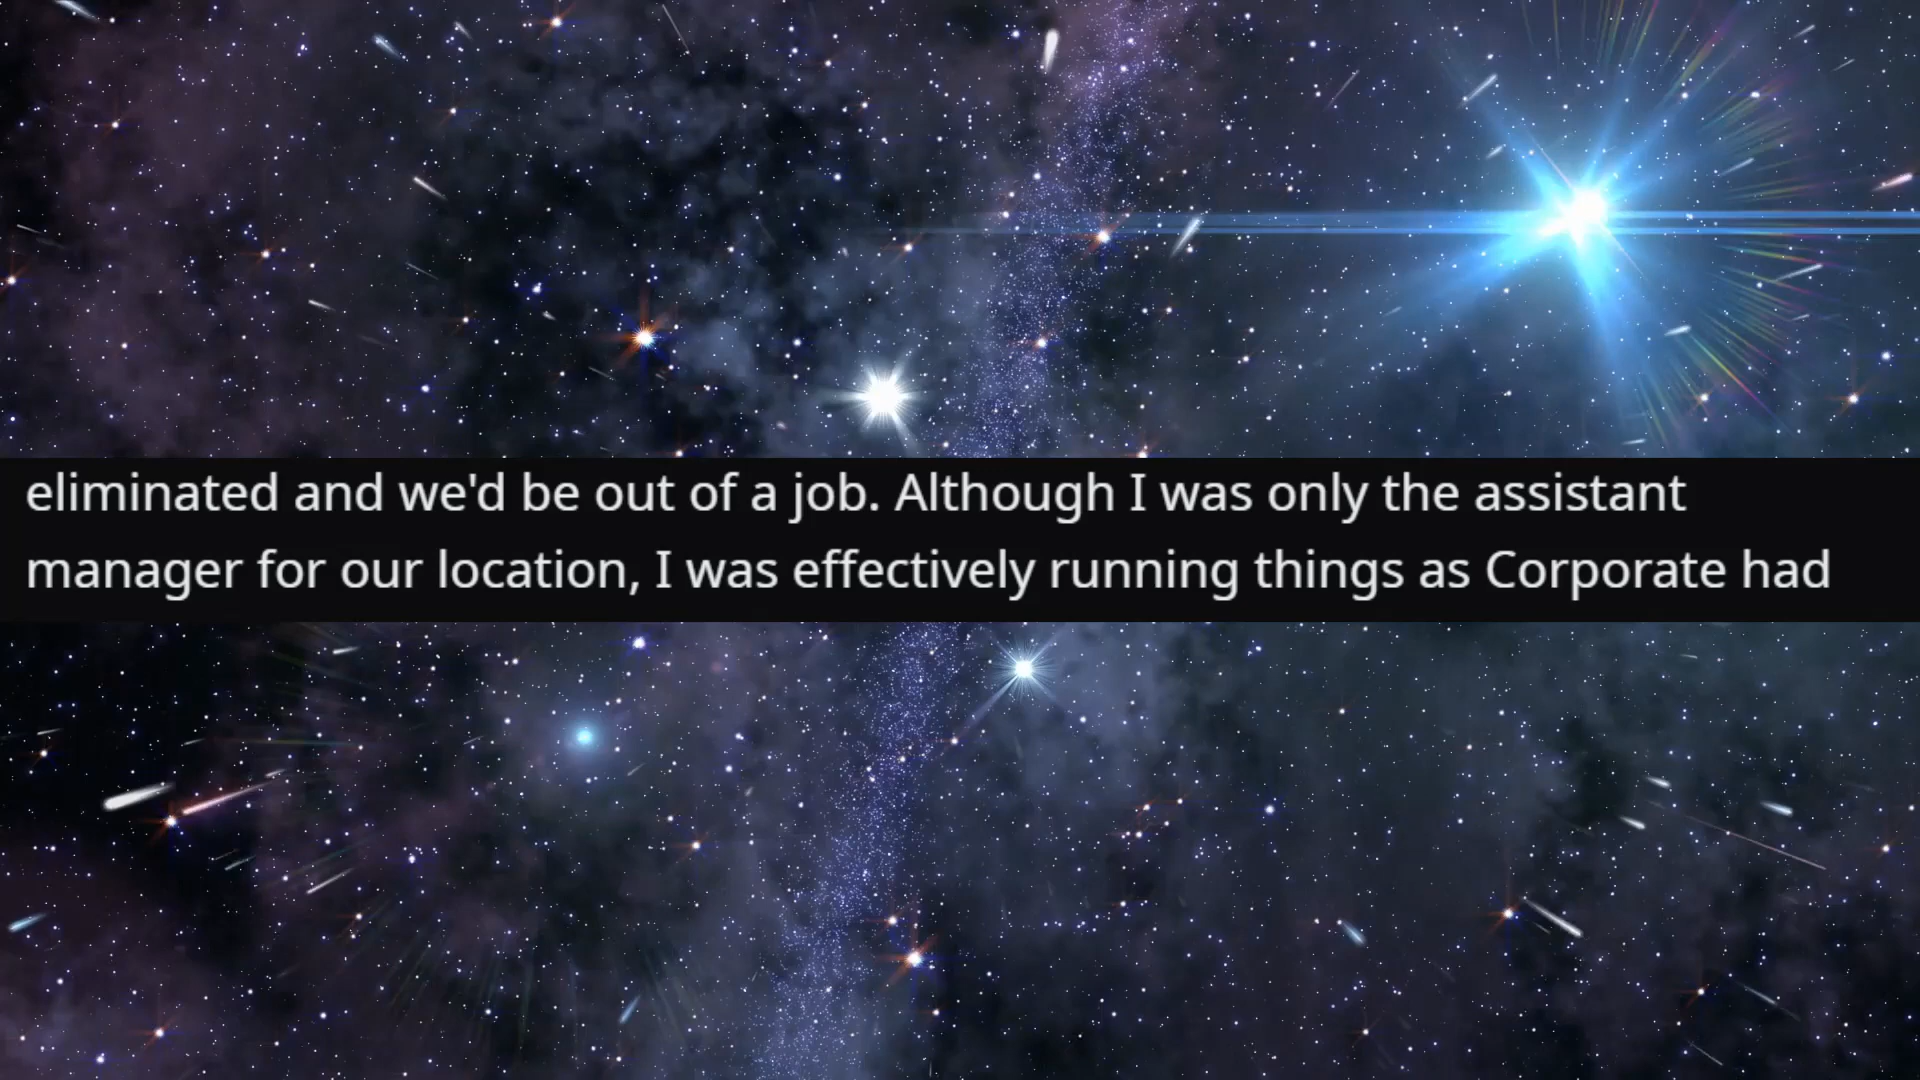 eliminated and we'd be out of a job. Although I was only the assistant
manager for our location, I was effectively running things as Corporate had